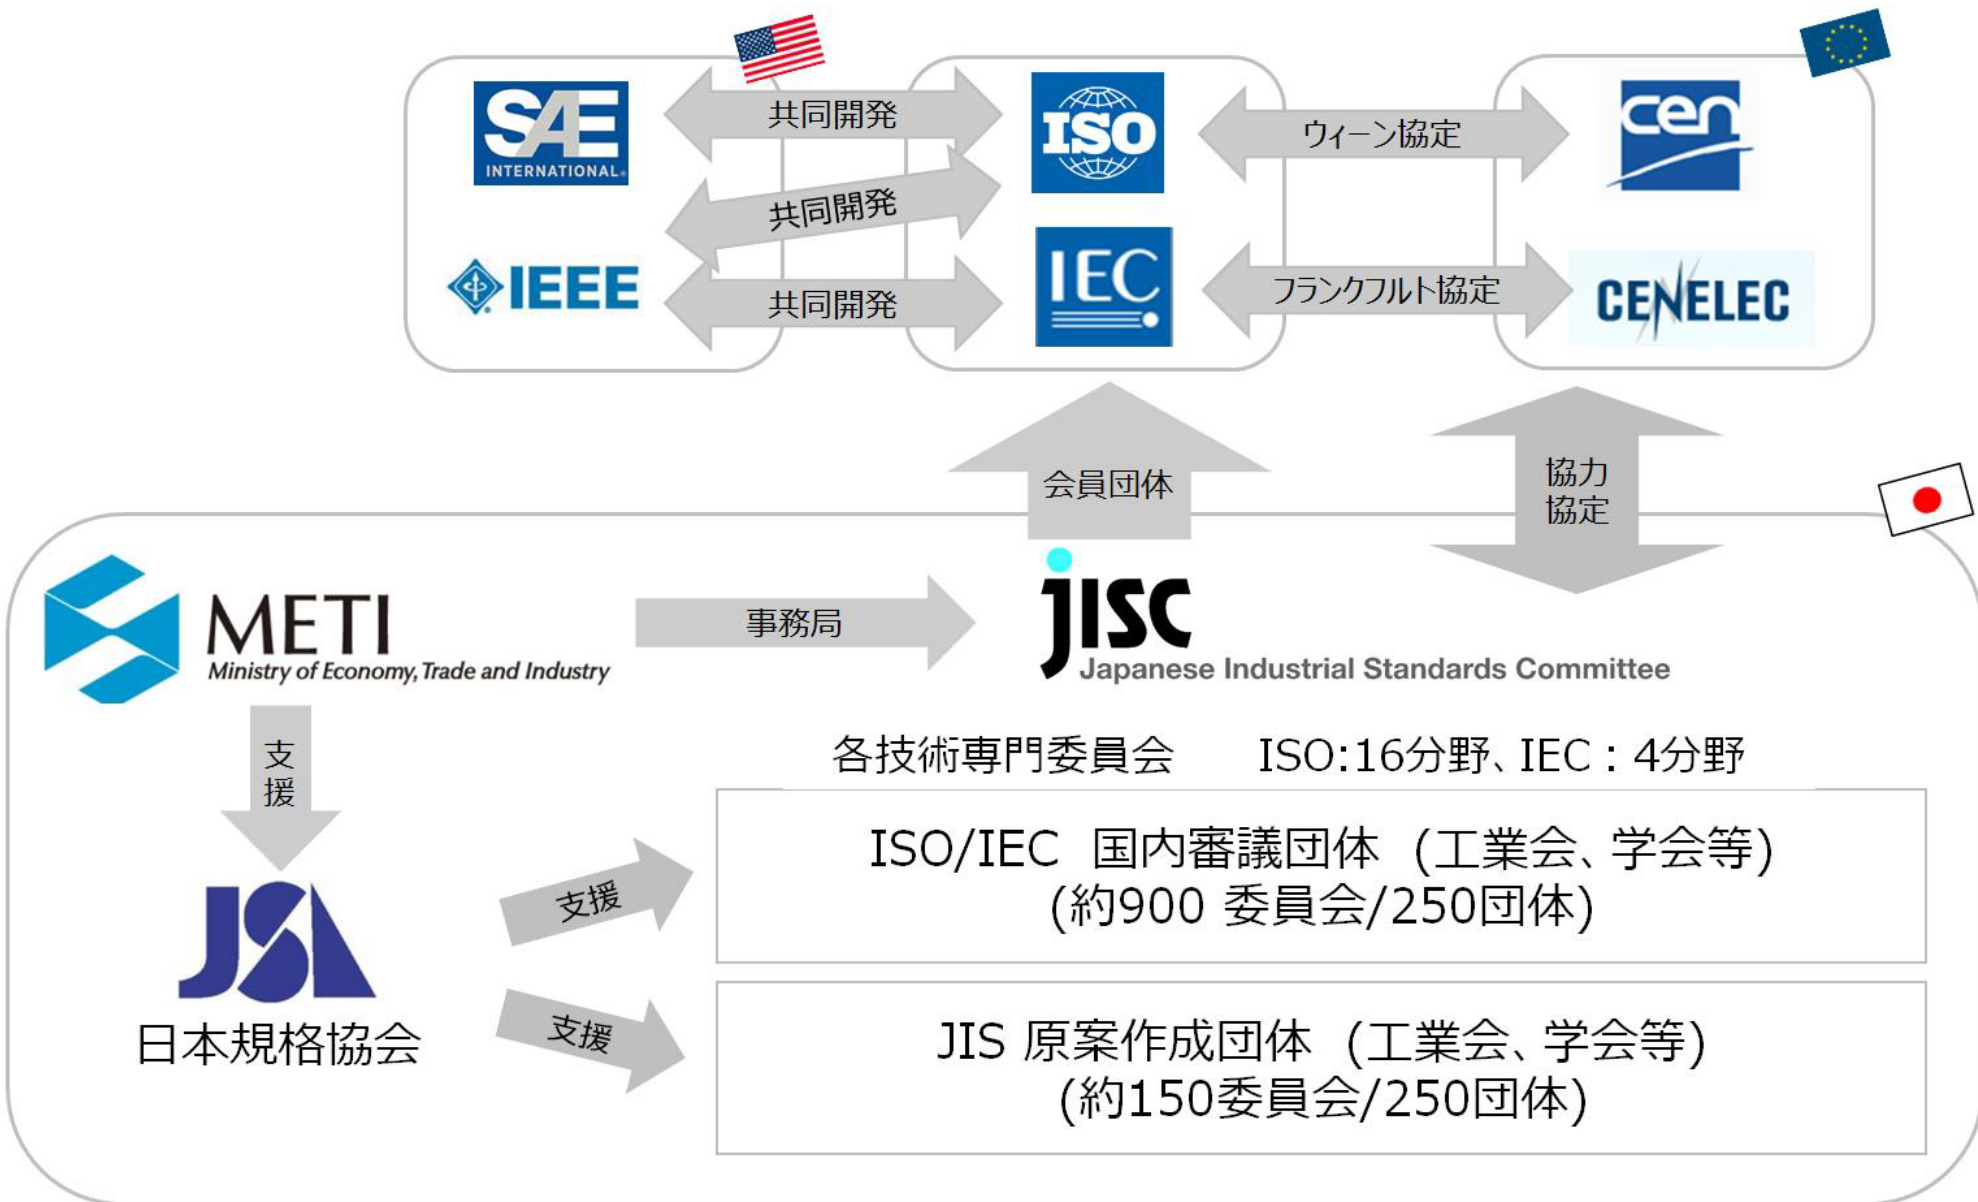 SAE
INTERNATIONAL®
共同開発
ISO
ウィーン協定
cen
共同開発
IEEE
共同開発
IEC
フランクフルト協定
CENELEC
会員団体
協力
協定
METI
Ministry of Economy, Trade and Industry
事務局
jISC
Japanese Industrial Standards Committee
支
援
各技術専門委員会 ISO:16分野、IEC：4分野
ISO/IEC 国内審議団体 (工業会、学会等)
(約900 委員会/250団体)
支援
JSA
日本規格協会
支援
JIS 原案作成団体 (工業会、学会等)
(約150委員会/250団体)